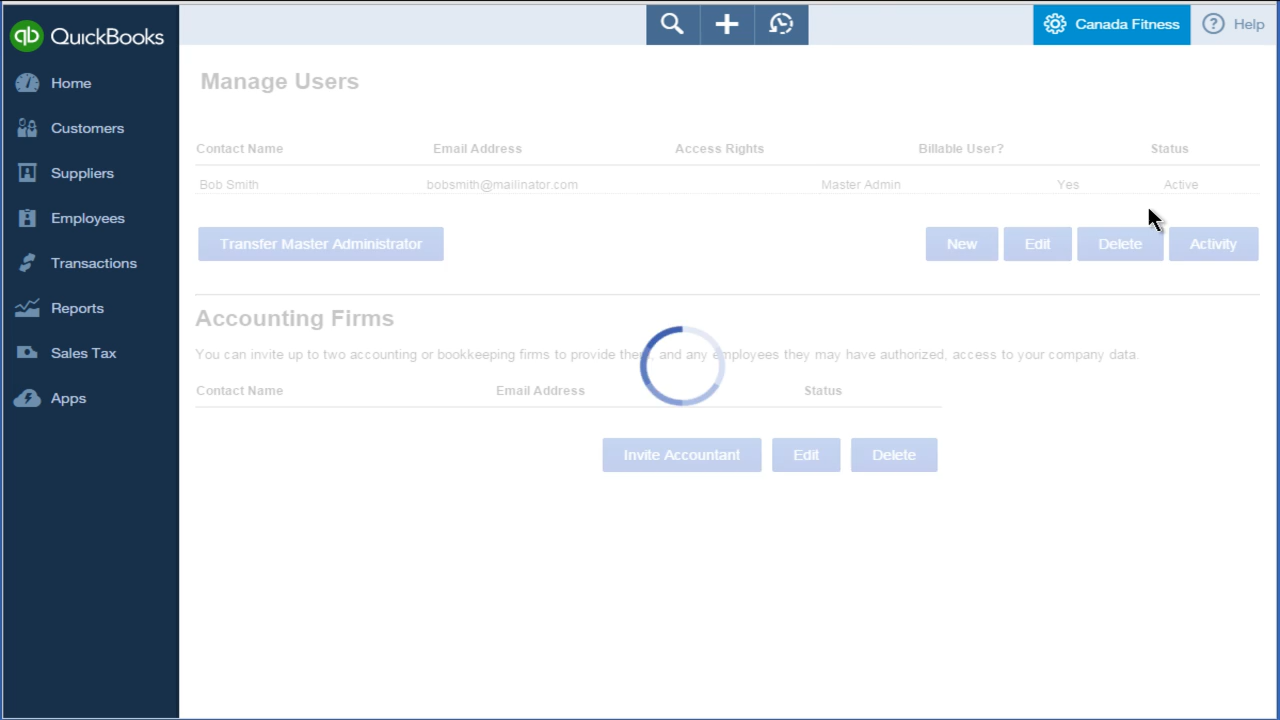 qb QuickBooks
Canada Fitness
? Help
Home
Customers
Suppliers
Employees
Transactions
Reports
Sales Tax
Apps
Manage Users
Contact Name Email Address Access Rights Billable User? Status
Bob Smith bobsmith@mailinator.com Master Admin Yes Active
Transfer Master Administrator New Edit Delete Activity
Accounting Firms
You can invite up to two accounting or bookkeeping firms to provide them, and any employees they may have authorized, access to your company data.
Contact Name Email Address Status
Invite Accountant Edit Delete